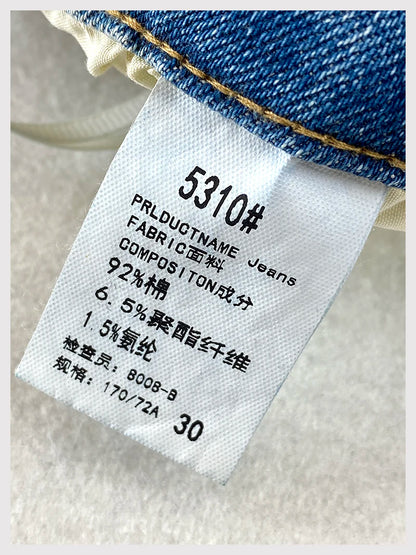 5310#
PRLDUCTNAME Jeans
FABRIC面料
COMPOSITON成分
92%棉
6.5%聚酯纤维
1.5%氨纶
检查员: 8008-B
规格: 170/72A 30